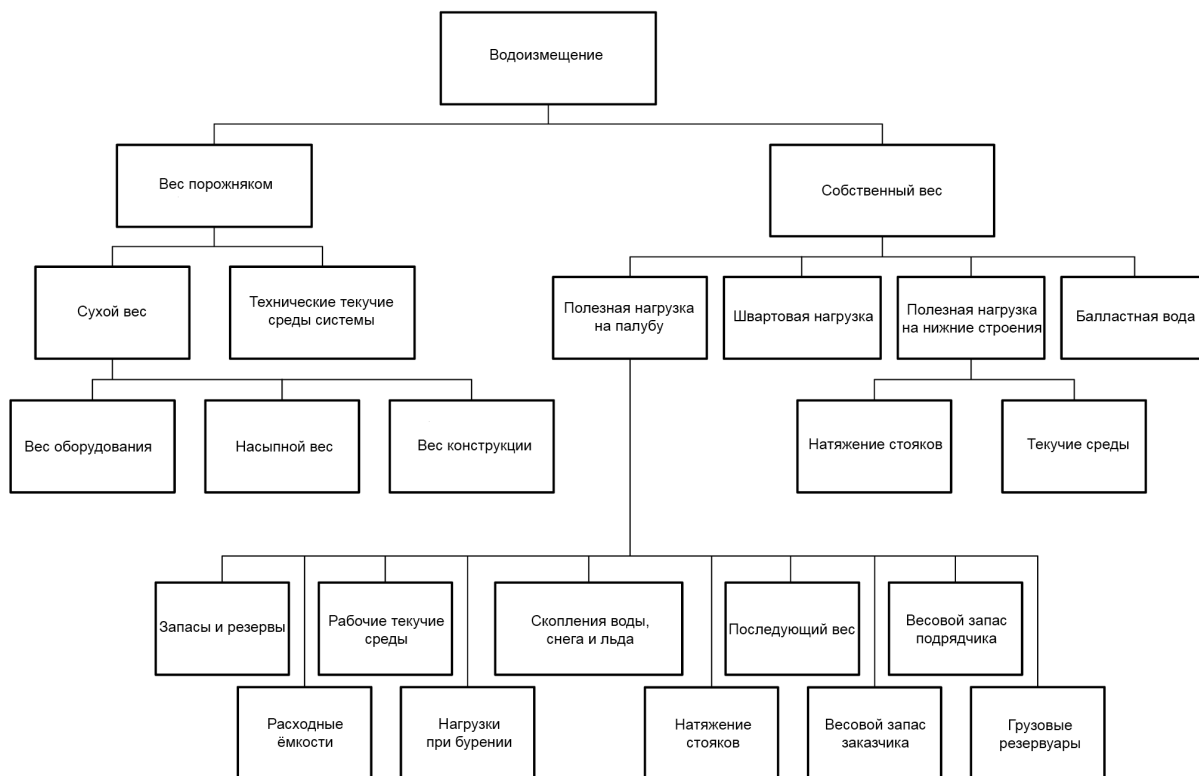 Водоизмещение
Вес порожняком
Собственный вес
Сухой вес
Технические текучие
среды системы
Полезная нагрузка
на палубу
Швартовая нагрузка
Полезная нагрузка
на нижние строения
Балластная вода
Вес оборудования
Насыпной вес
Вес конструкции
Натяжение стояков
Текучие среды
Запасы и резервы
Рабочие текучие
среды
Скопления воды,
снега и льда
Последующий вес
Весовой запас
подрядчика
Расходные
ёмкости
Нагрузки
при бурении
Натяжение
стояков
Весовой запас
заказчика
Грузовые
резервуары